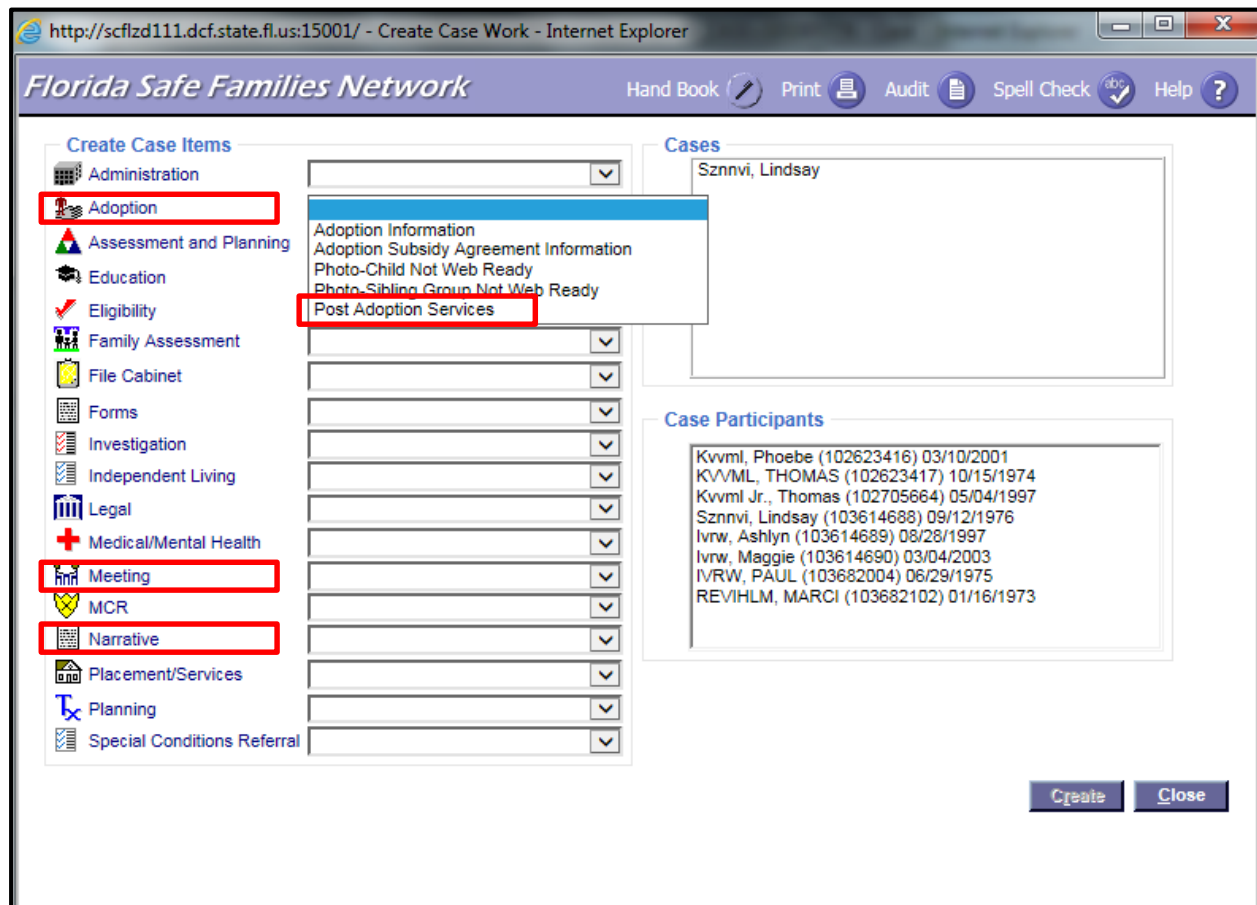 http://scflzd111.dcf.state.fl.us:15001/ - Create Case Work - Internet Explorer
Florida Safe Families Network
Hand Book Print Audit Spell Check Help
Create Case Items
Administration
Adoption
Adoption Information
Adoption Subsidy Agreement Information
Photo-Child Not Web Ready
Photo-Sibling Group Not Web Ready
Post Adoption Services
Assessment and Planning
Education
Eligibility
Family Assessment
File Cabinet
Forms
Investigation
Independent Living
Legal
Medical/Mental Health
Meeting
MCR
Narrative
Placement/Services
Planning
Special Conditions Referral
Cases
Sznnvi, Lindsay
Case Participants
Kvvml, Phoebe (102623416) 03/10/2001
KVVML, THOMAS (102623417) 10/15/1974
Kvvml Jr., Thomas (102705664) 05/04/1997
Sznnvi, Lindsay (103614688) 09/12/1976
Ivrw, Ashlyn (103614689) 08/28/1997
Ivrw, Maggie (103614690) 03/04/2003
IVRW, PAUL (103682004) 06/29/1975
REVIHLM, MARCI (103682102) 01/16/1973
Create Close